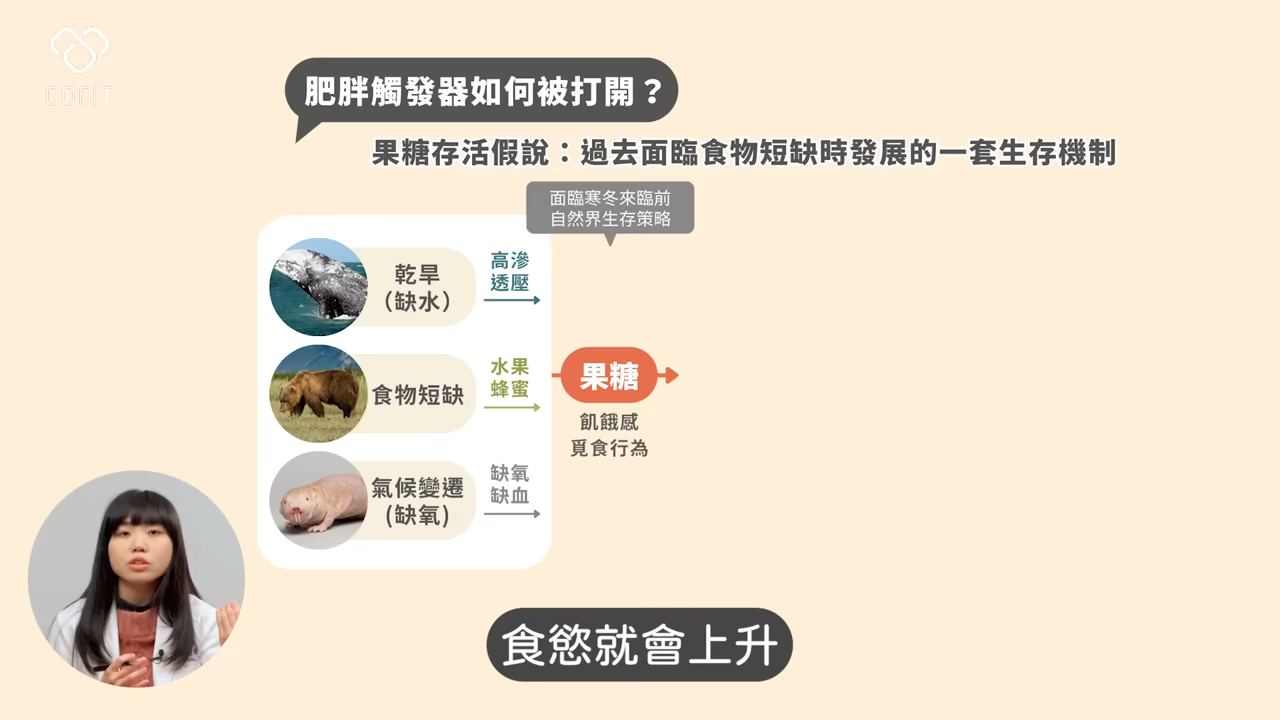 COFIT
肥胖觸發器如何被打開？
果糖存活假說：過去面臨食物短缺時發展的一套生存機制
面臨寒冬來臨前
自然界生存策略
乾旱
（缺水）
高滲
透壓
食物短缺
水果
蜂蜜
果糖
飢餓感
覓食行為
氣候變遷
(缺氧)
缺氧
缺血
食慾就會上升